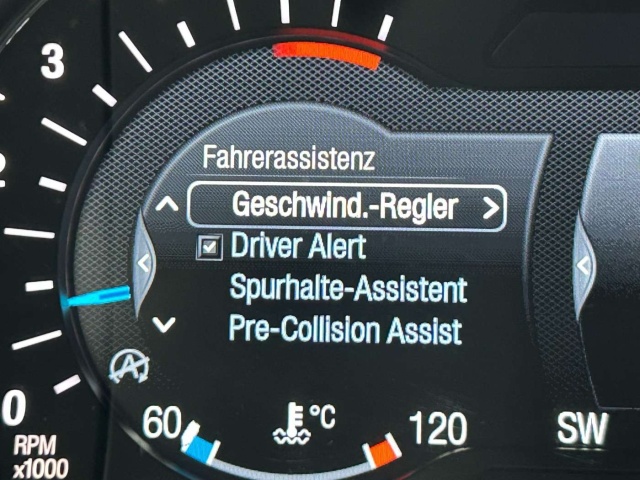 3
Fahrerassistenz
Geschwind.-Regler >
Driver Alert
Spurhalte-Assistent
Pre-Collision Assist
A
0
60 °C 120 SW
RPM
x1000